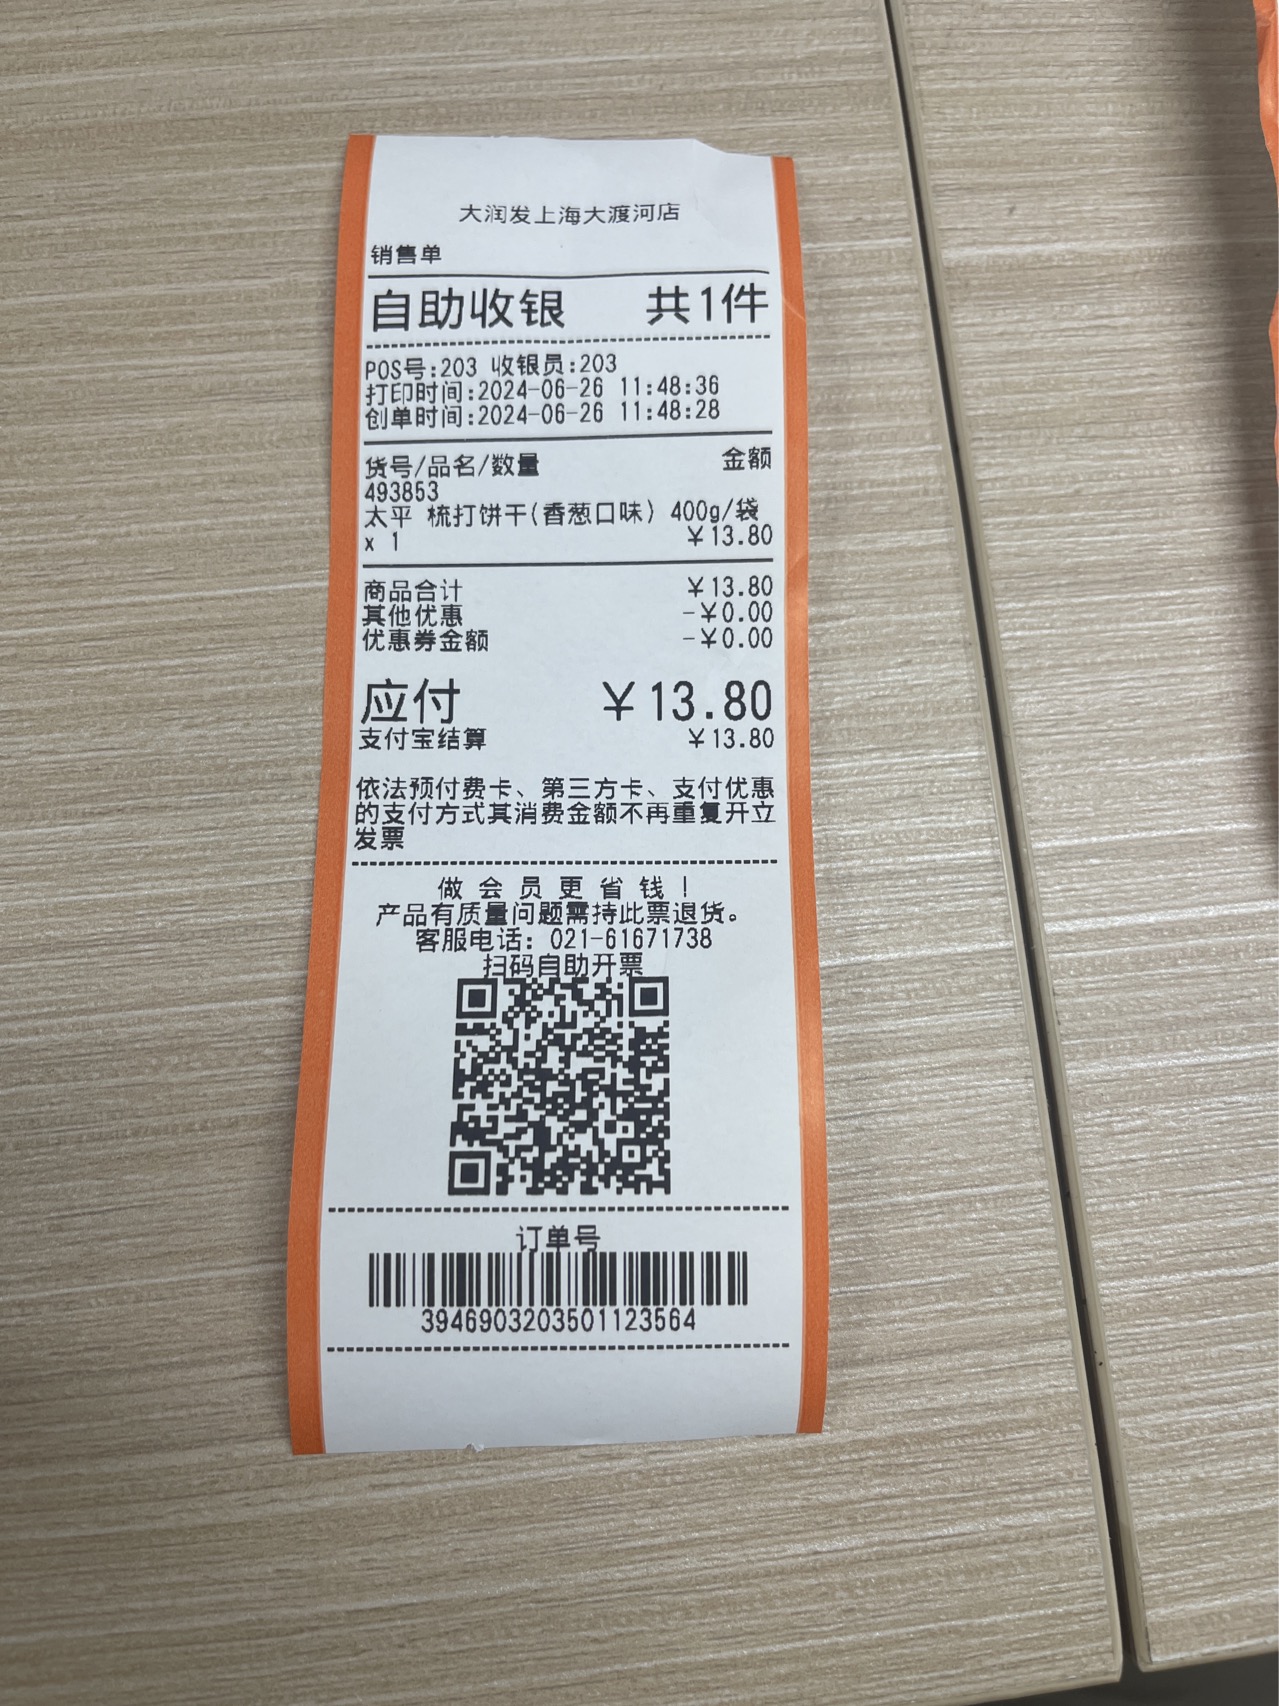 大润发上海大渡河店
销售单
自助收银 共1件
POS号:203 收银员:203
打印时间:2024-06-26 11:48:36
创单时间:2024-06-26 11:48:28
货号/品名/数量 金额
493853
太平 梳打饼干(香葱口味) 400g/袋
x 1 ¥13.80
商品合计 ¥13.80
其他优惠 -¥0.00
优惠券金额 -¥0.00
应付 ¥13.80
支付宝结算 ¥13.80
依法预付费卡、第三方卡、支付优惠
的支付方式其消费金额不再重复开立
发票
做会员更省钱!
产品有质量问题需持此票退货。
客服电话: 021-61671738
扫码自助开票
订单号
3946903203501123564